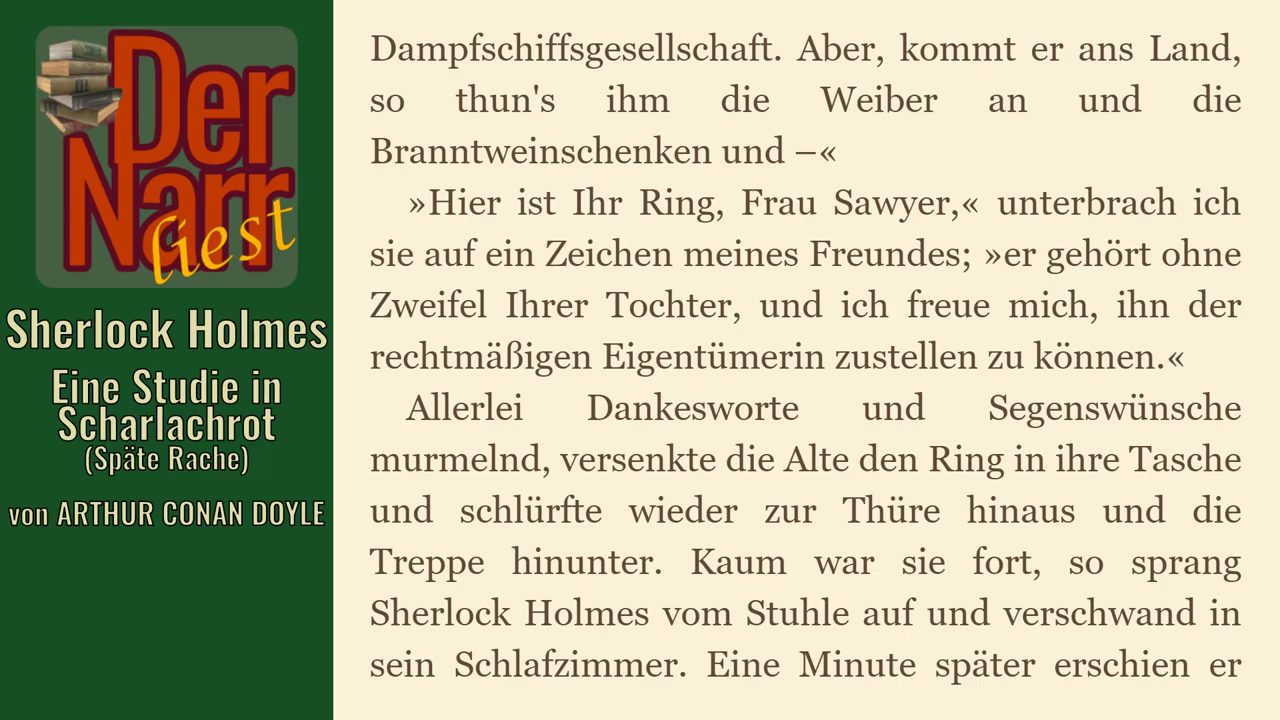 Der
Narr
liest
Sherlock Holmes
Eine Studie in
Scharlachrot
(Späte Rache)
von ARTHUR CONAN DOYLE
Dampfschiffsgesellschaft. Aber, kommt er ans Land,
so thun's ihm die Weiber an und die
Branntweinschenken und –«
»Hier ist Ihr Ring, Frau Sawyer,« unterbrach ich
sie auf ein Zeichen meines Freundes; »er gehört ohne
Zweifel Ihrer Tochter, und ich freue mich, ihn der
rechtmäßigen Eigentümerin zustellen zu können.«
Allerlei Dankesworte und Segenswünsche
murmelnd, versenkte die Alte den Ring in ihre Tasche
und schlürfte wieder zur Thüre hinaus und die
Treppe hinunter. Kaum war sie fort, so sprang
Sherlock Holmes vom Stuhle auf und verschwand in
sein Schlafzimmer. Eine Minute später erschien er